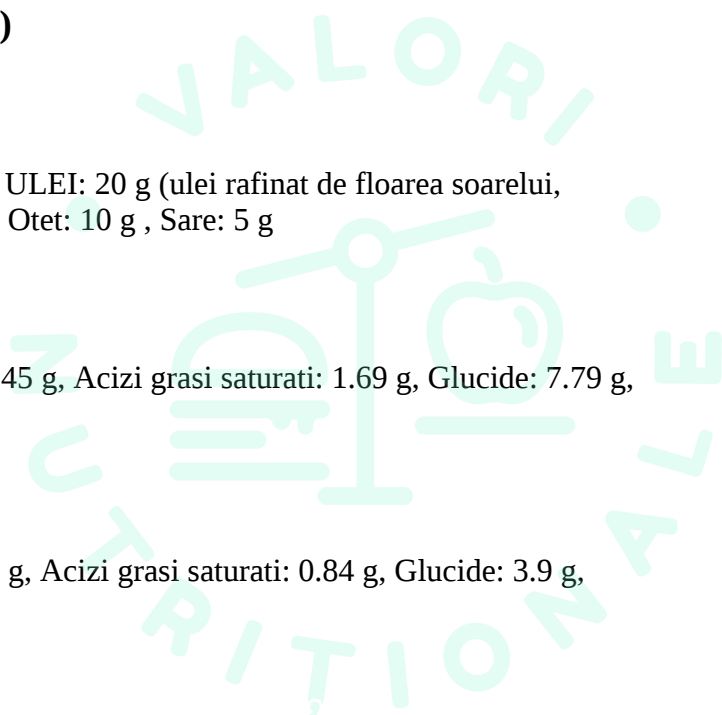 )
ULEI: 20 g (ulei rafinat de floarea soarelui,
Otet: 10 g , Sare: 5 g
45 g, Acizi grasi saturati: 1.69 g, Glucide: 7.79 g,
g, Acizi grasi saturati: 0.84 g, Glucide: 3.9 g,
VALORI
NUTRIȚIONALE